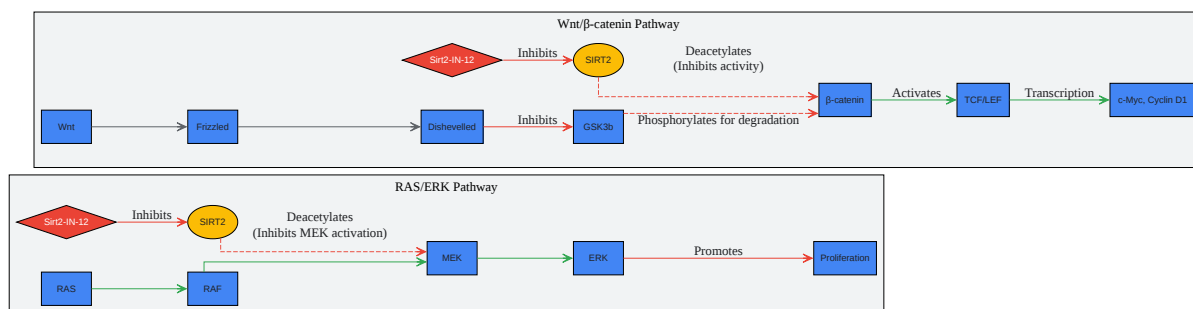 Wnt/β-catenin Pathway
Sirt2-IN-12
Inhibits
SIRT2
Deacetylates
(Inhibits activity)
Wnt
Frizzled
Dishevelled
Inhibits
GSK3b
Phosphorylates for degradation
β-catenin
Activates
TCF/LEF
Transcription
c-Myc, Cyclin D1
RAS/ERK Pathway
Sirt2-IN-12
Inhibits
SIRT2
Deacetylates
(Inhibits MEK activation)
RAS
RAF
MEK
ERK
Promotes
Proliferation